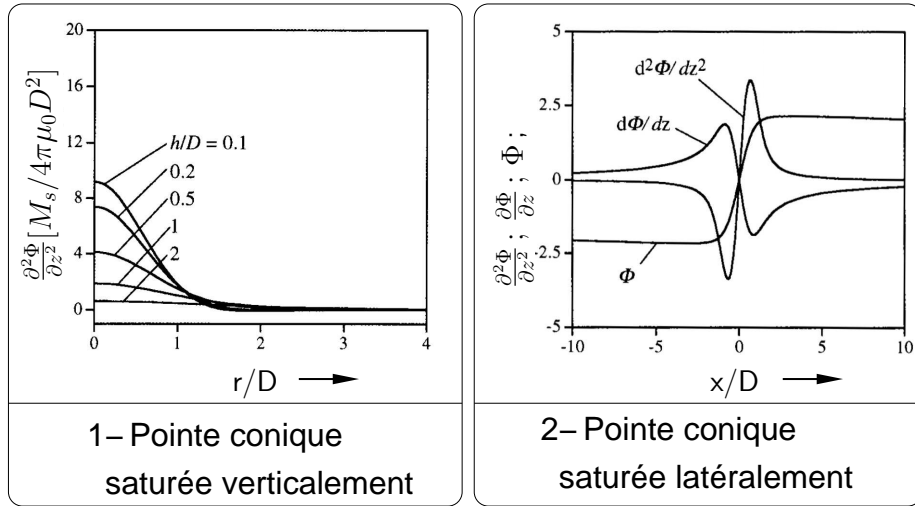 20
16
12
8
4
0
h/D = 0.1
0.2
0.5
1
2
∂²Φ/∂z² [M_s/4πμ₀D²]
0 1 2 3 4
r/D
1– Pointe conique
saturée verticalement
5
2.5
0
-2.5
-5
d²Φ/dz²
dΦ/dz
Φ
∂²Φ/∂z² ; ∂Φ/∂z ; Φ ;
-10 -5 0 5 10
x/D
2– Pointe conique
saturée latéralement